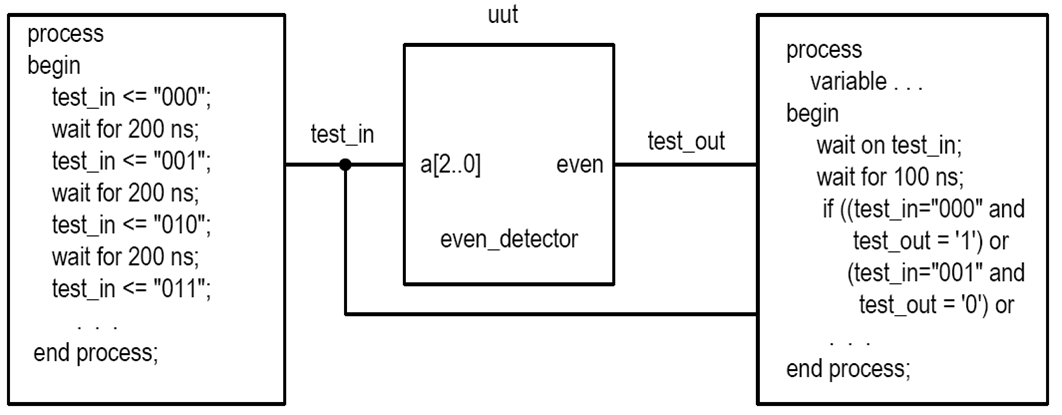 process
begin
test_in <= "000";
wait for 200 ns;
test_in <= "001";
wait for 200 ns;
test_in <= "010";
wait for 200 ns;
test_in <= "011";
. . .
end process;
test_in
uut
a[2..0] even
even_detector
test_out
process
variable . . .
begin
wait on test_in;
wait for 100 ns;
if ((test_in="000" and
test_out = '1') or
(test_in="001" and
test_out = '0') or
. . .
end process;